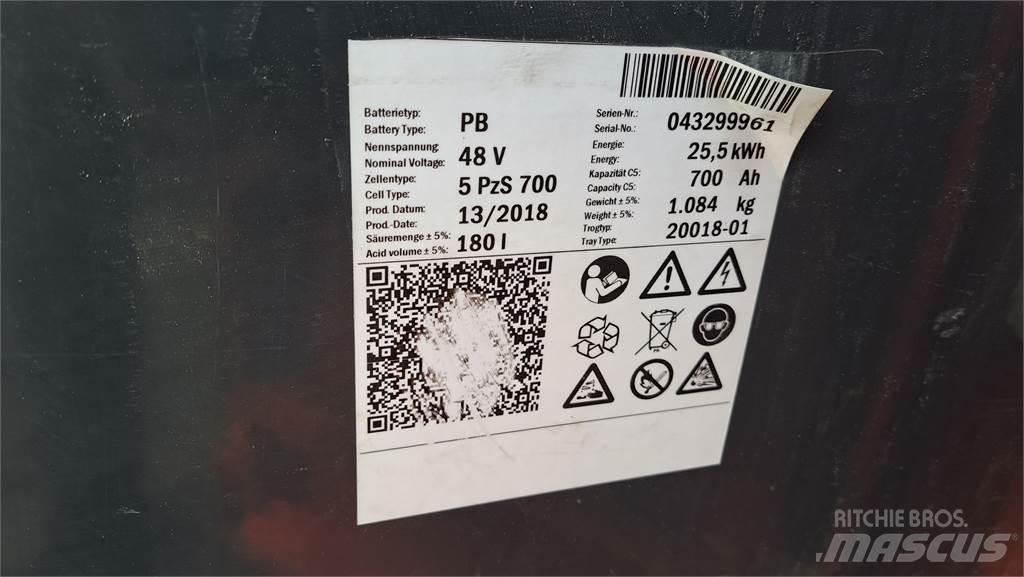 Batterietyp:
Battery Type: PB
Nennspannung
Nominal Voltage: 48 V
Zellentype:
Cell Type: 5 PzS 700
Prod. Datum:
Prod.-Date: 13/2018
Säuremenge ± 5%:
Acid volume ± 5%: 180 l
Serien-Nr.:
Serial-No.: 043299961
Energie:
Energy: 25,5 kWh
Kapazität C5:
Capacity C5: 700 Ah
Gewicht ± 5%:
Weight ± 5%: 1.084 kg
Trogtyp:
Tray Type: 20018-01
RITCHIE BROS.
MASCUS